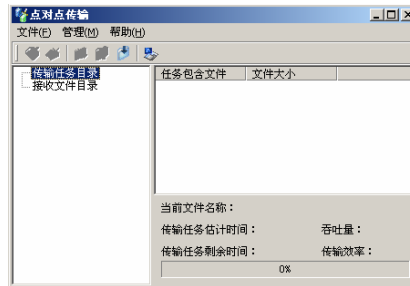 点对点传输
文件(F) 管理(M) 帮助(H)
传输任务目录
接收文件目录
任务包含文件 文件大小
当前文件名称：
传输任务估计时间： 吞吐量：
传输任务剩余时间： 传输效率：
0%